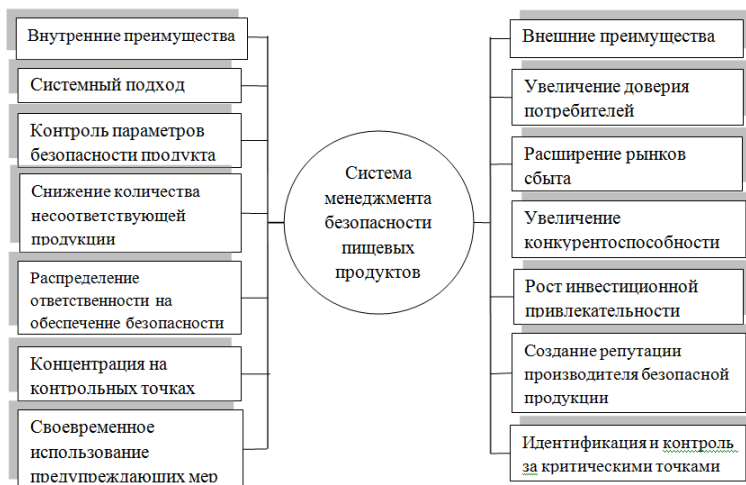 Внутренние преимущества
Системный подход
Контроль параметров
безопасности продукта
Снижение количества
несоответствующей
продукции
Распределение
ответственности на
обеспечение безопасности
Концентрация на
контрольных точках
Своевременное
использование
предупреждающих мер
Система
менеджмента
безопасности
пищевых
продуктов
Внешние преимущества
Увеличение доверия
потребителей
Расширение рынков
сбыта
Увеличение
конкурентоспособности
Рост инвестиционной
привлекательности
Создание репутации
производителя безопасной
продукции
Идентификация и контроль
за критическими точками